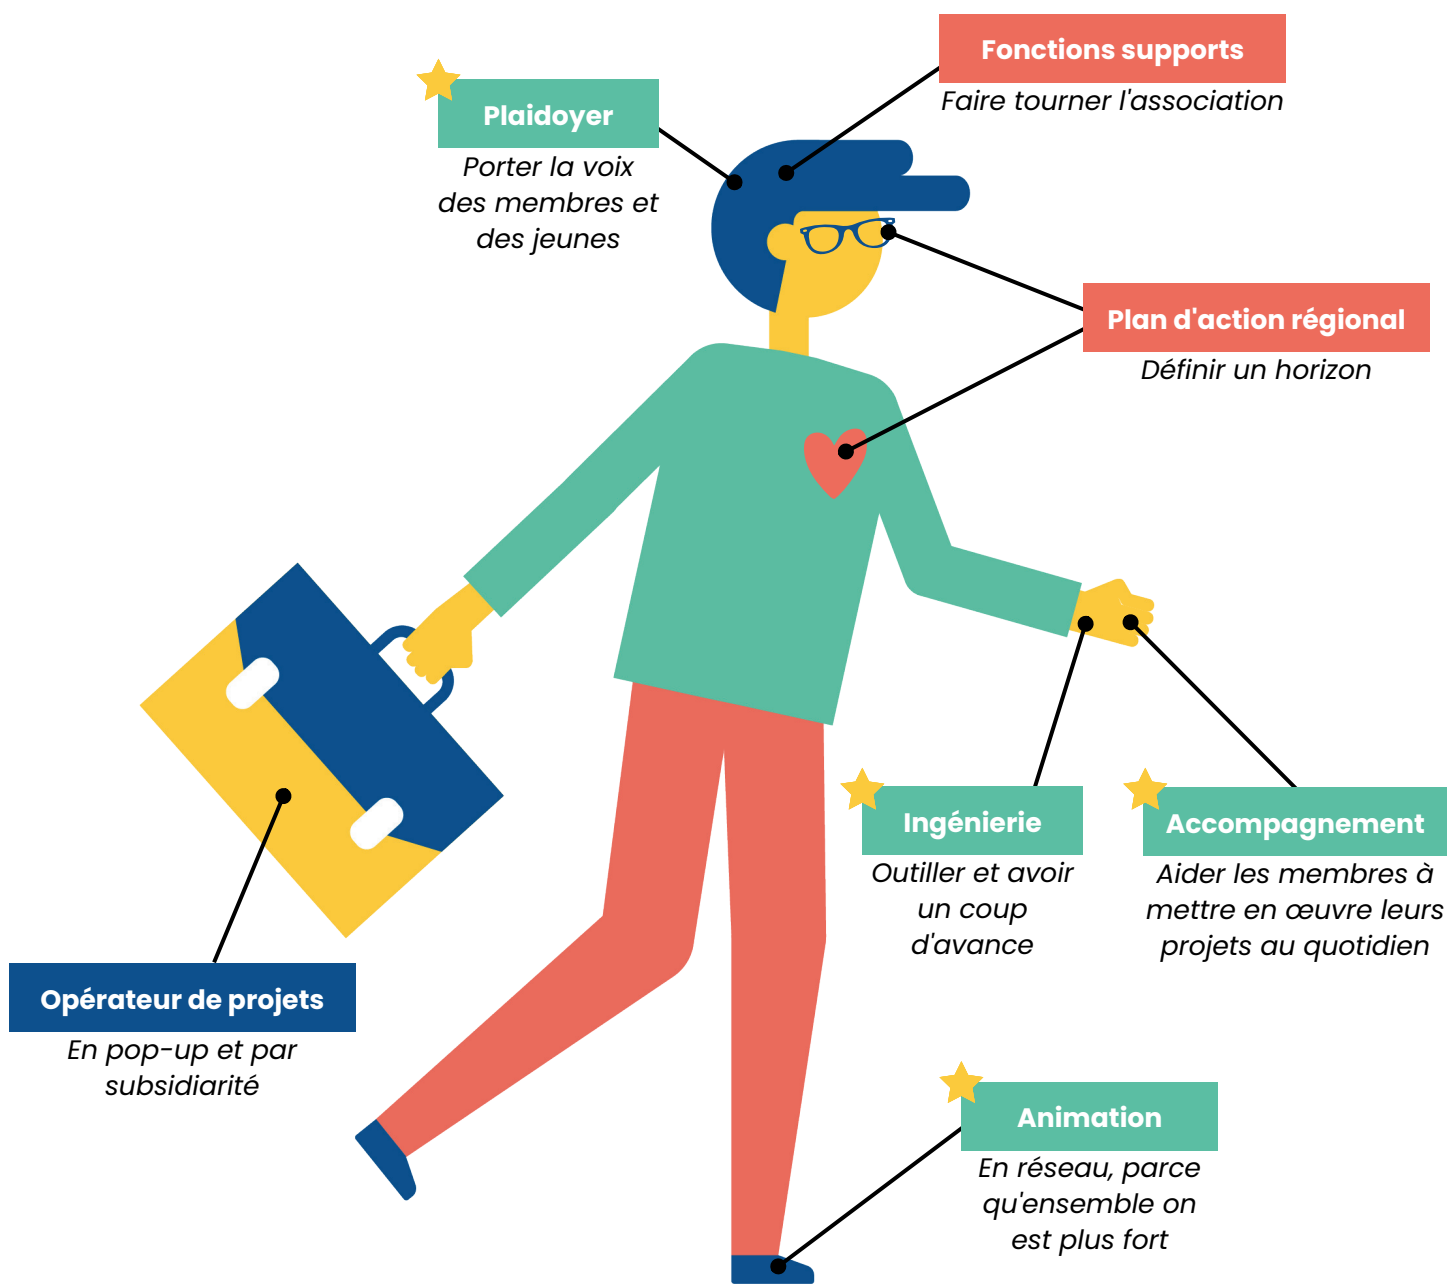 Fonctions supports
Faire tourner l'association
Plaidoyer
Porter la voix
des membres et
des jeunes
Plan d'action régional
Définir un horizon
Ingénierie
Outiller et avoir
un coup
d'avance
Accompagnement
Aider les membres à
mettre en œuvre leurs
projets au quotidien
Opérateur de projets
En pop-up et par
subsidiarité
Animation
En réseau, parce
qu'ensemble on
est plus fort